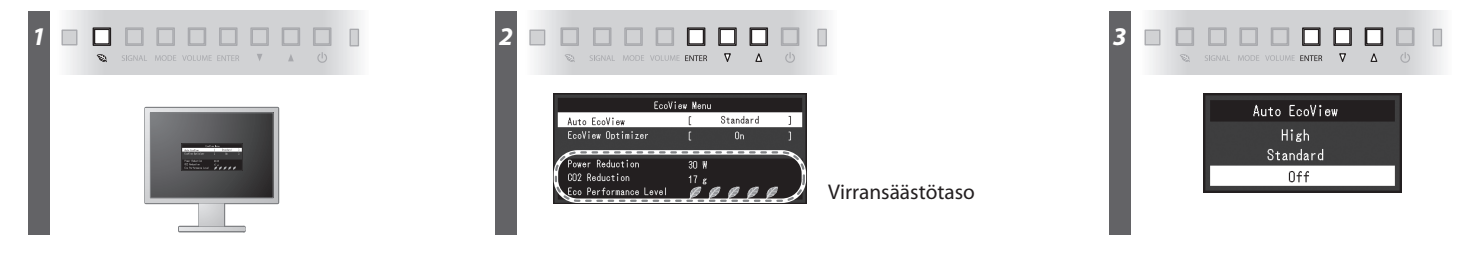 1
SIGNAL MODE VOLUME ENTER
2
SIGNAL MODE VOLUME ENTER
EcoView Menu
Auto EcoView [ Standard ]
EcoView Optimizer [ On ]
Power Reduction 30 W
CO2 Reduction 17 g
Eco Performance Level
Virransäästötaso
3
SIGNAL MODE VOLUME ENTER
Auto EcoView
High
Standard
Off